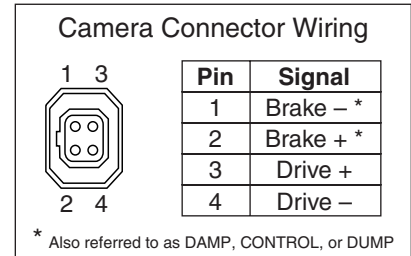 Camera Connector Wiring
1 3
2 4
Pin Signal
1 Brake – *
2 Brake + *
3 Drive +
4 Drive –
* Also referred to as DAMP, CONTROL, or DUMP